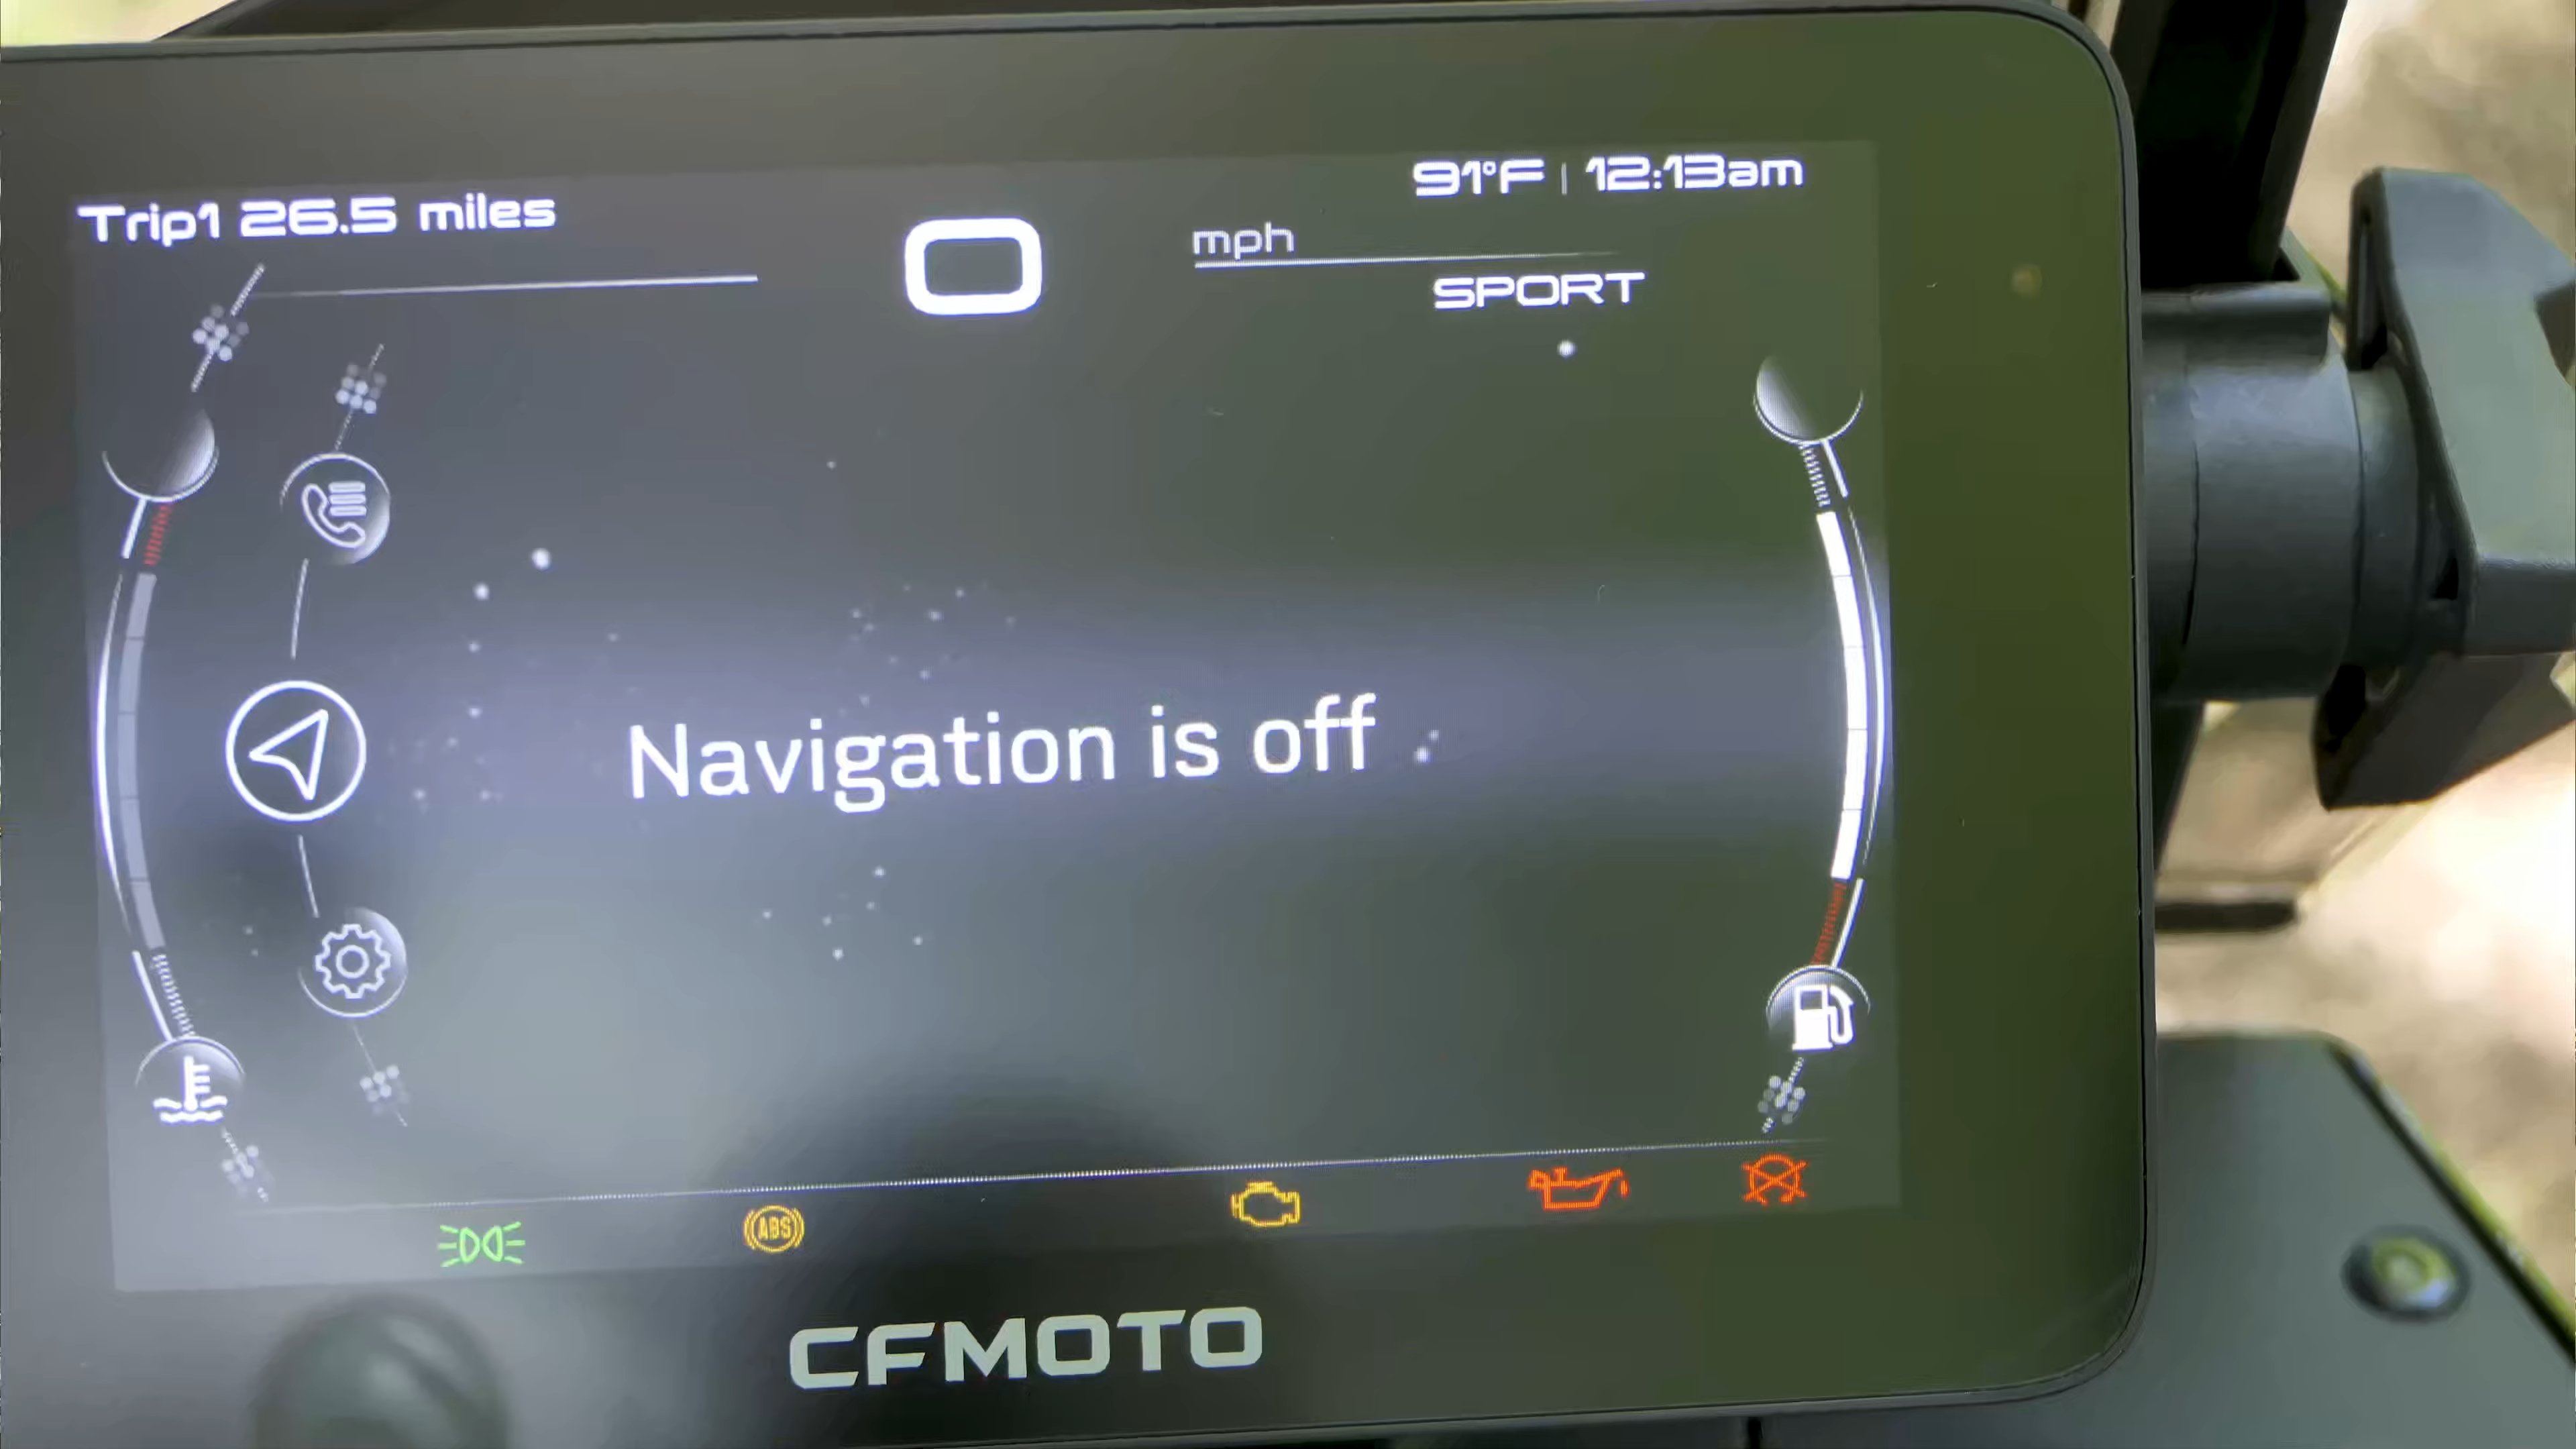 Trip1 26.5 miles
91°F | 12:13am
0
mph
SPORT
Navigation is off
ABS
CFMOTO